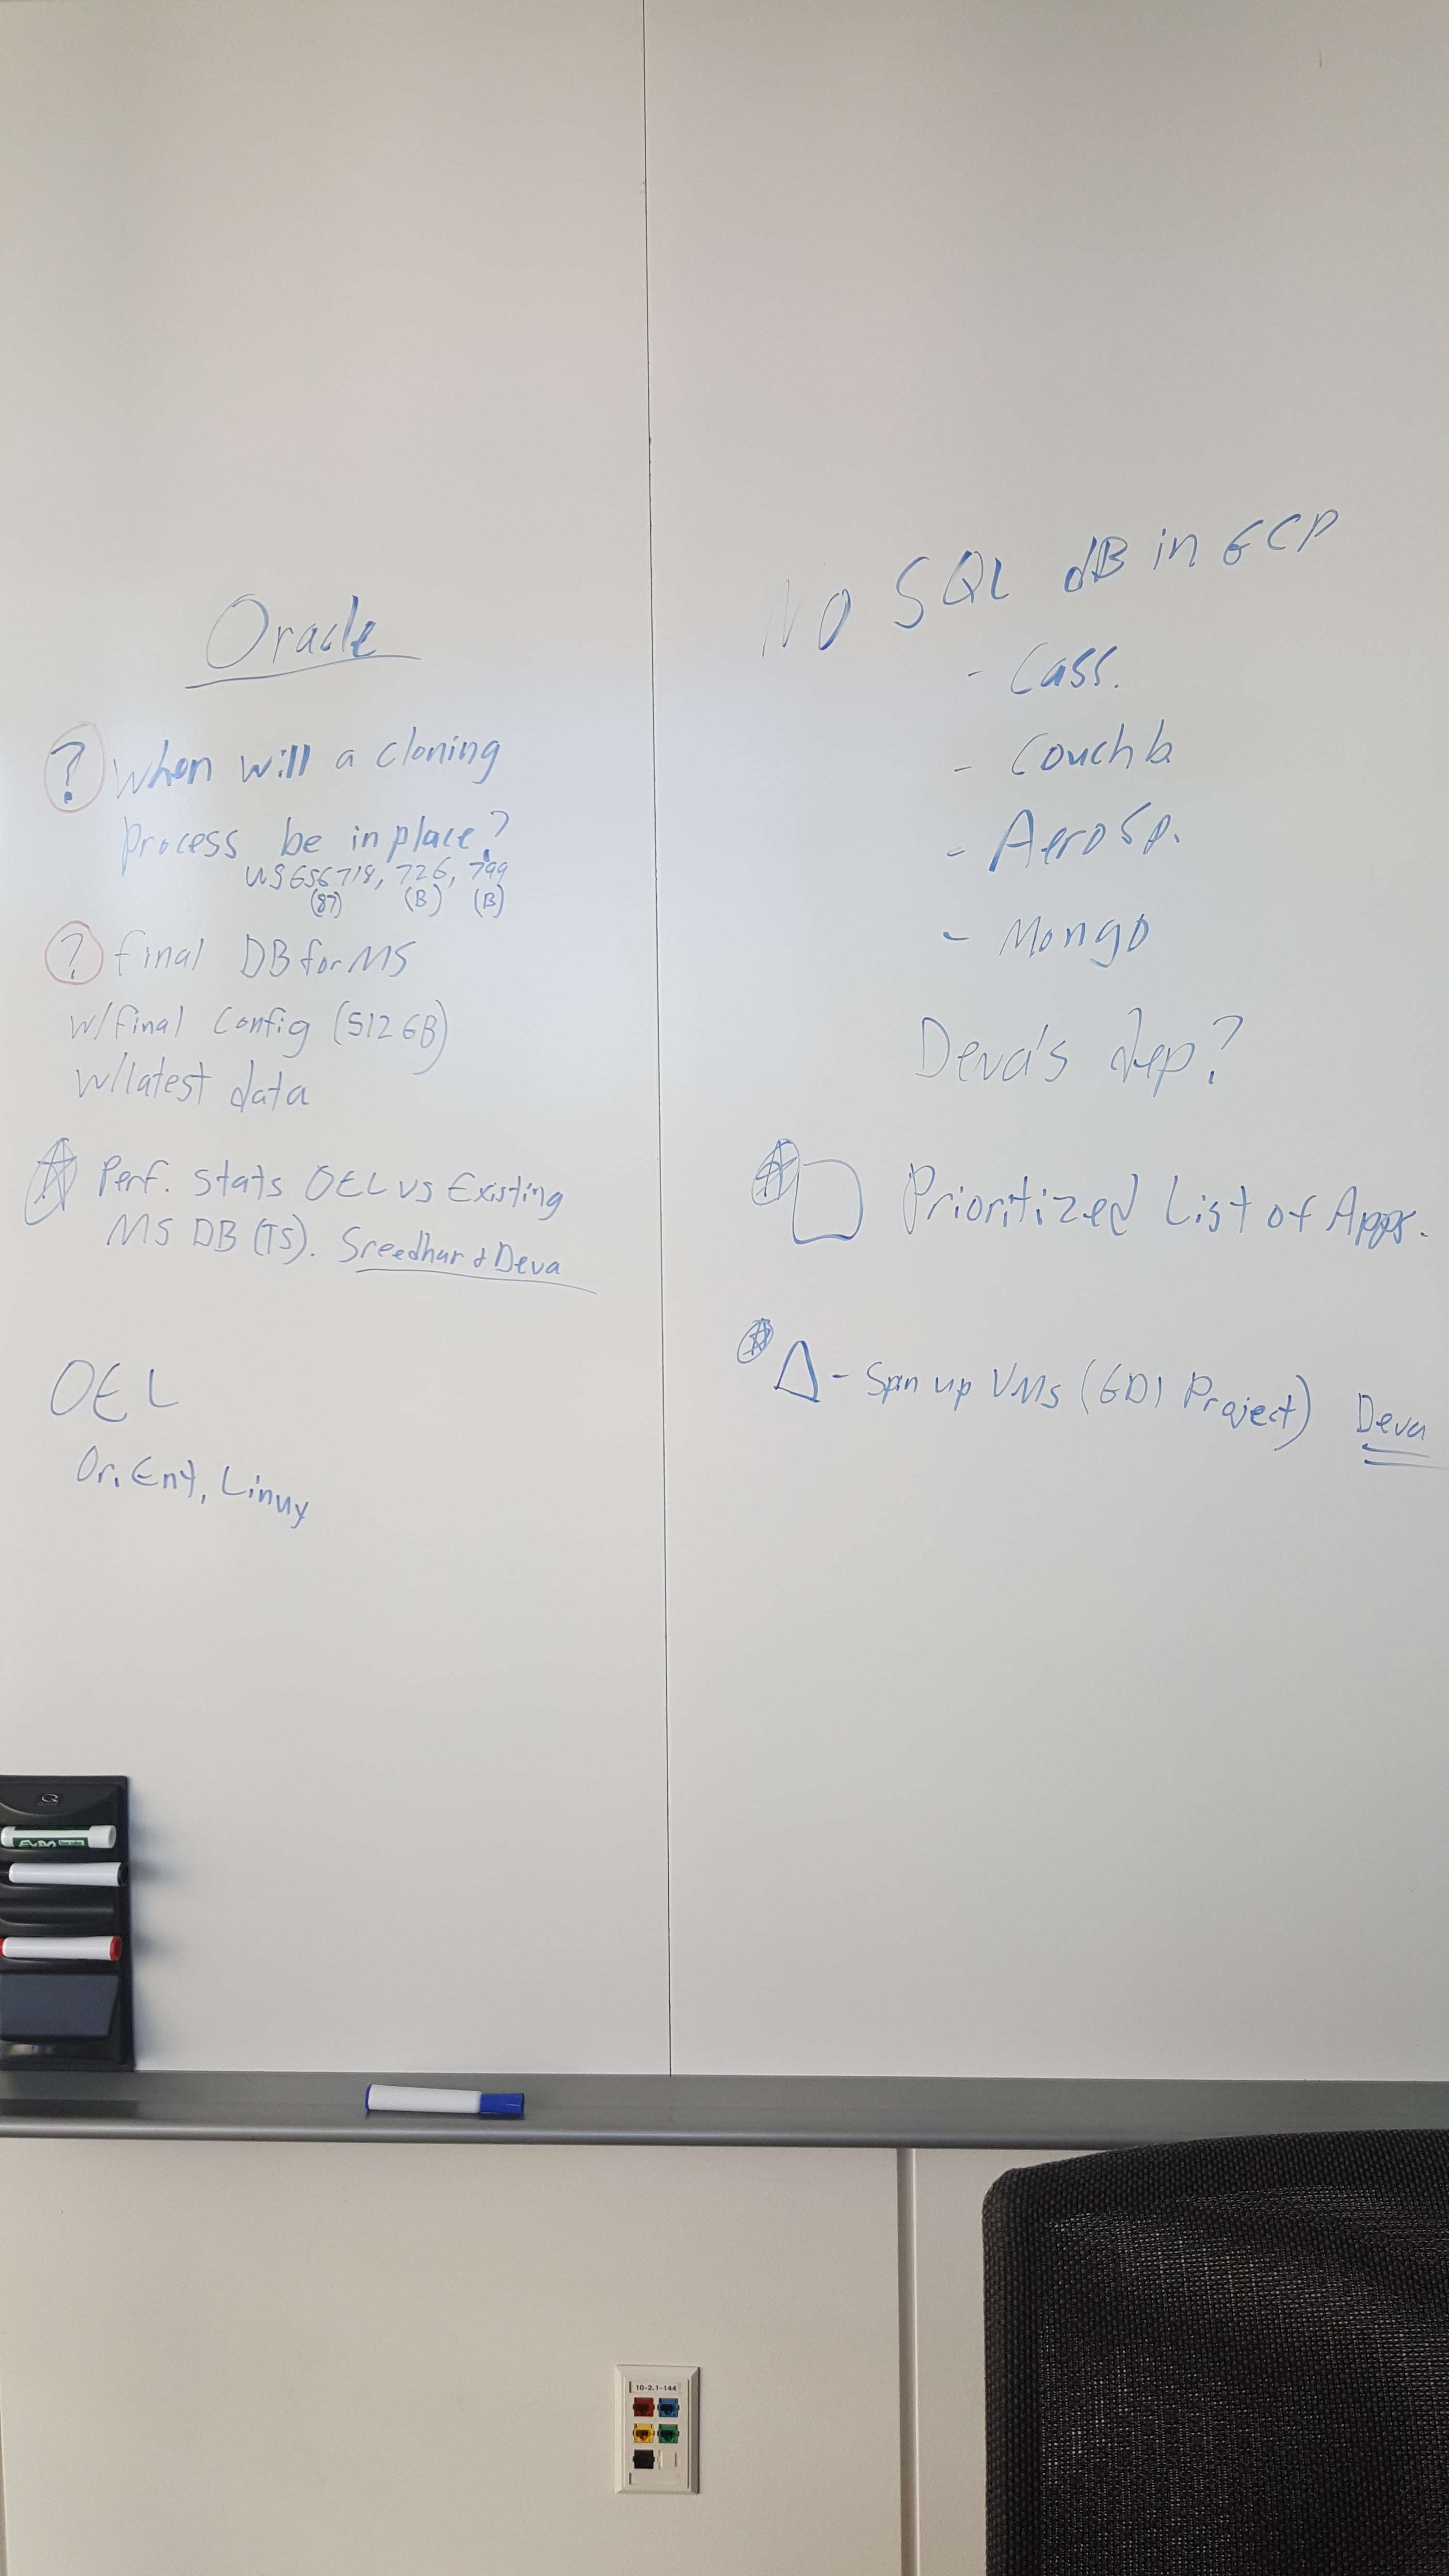 Oracle
? When will a cloning
process be in place?
US656718, 726, 799
(87) (B) (B)
? final DB for MS
w/final config (512 GB)
w/latest data
Perf. Stats OEL vs Existing
MS DB (TS). Sreedhar & Deva
OEL
Or. Ent. Linux
NO SQL dB in GCP
- Cass.
- Couchb.
- AeroSp.
- Mongo
Deva's dep?
Prioritized List of Apps.
Δ - Spin up VMs (GDI Project) Deva
EXPO
10-2.1-144